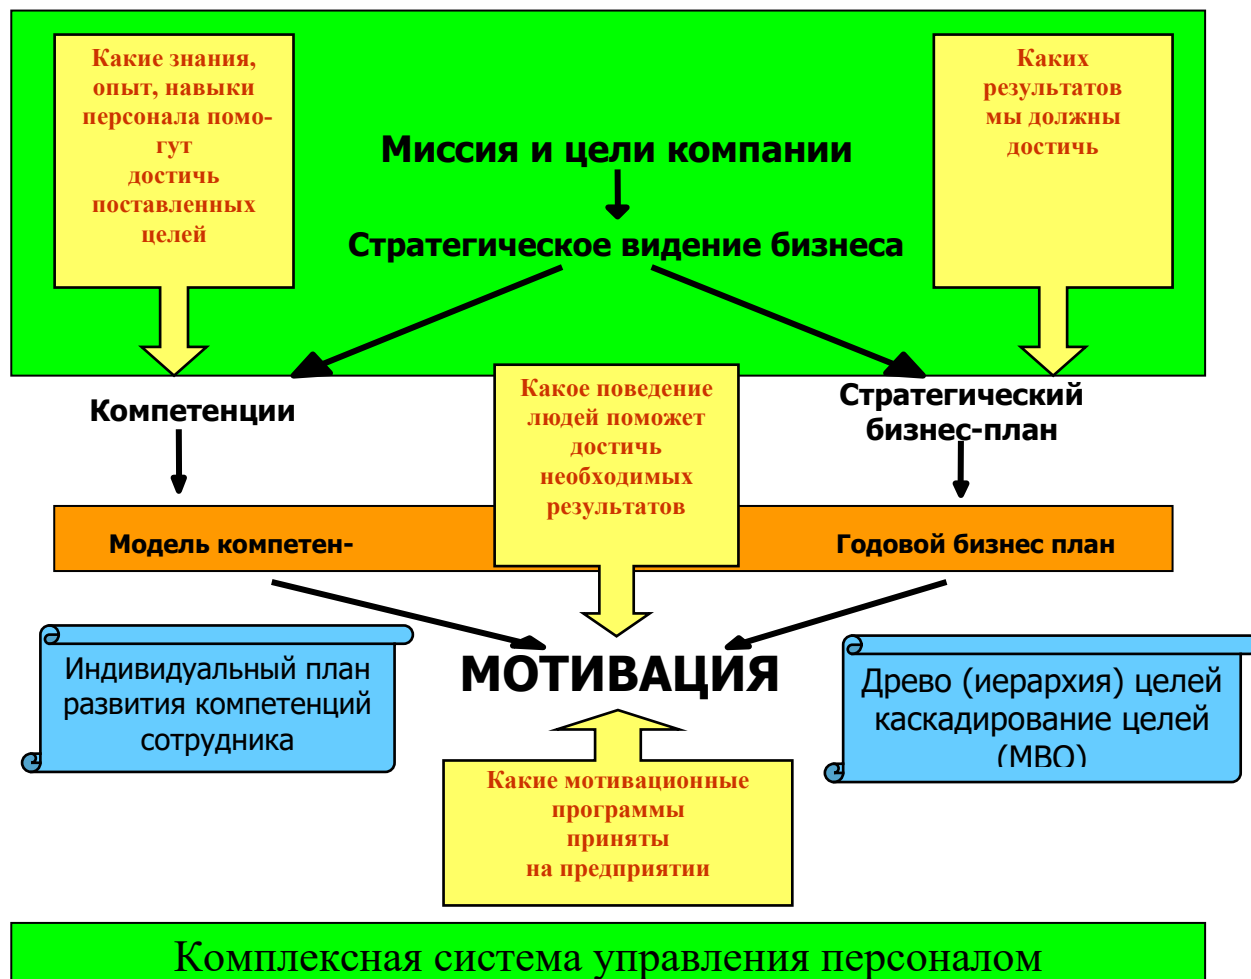 Какие знания,
опыт, навыки
персонала помо-
гут
достичь
поставленных
целей
Каких
результатов
мы должны
достичь
Миссия и цели компании
Стратегическое видение бизнеса
Компетенции
Какое поведение
людей поможет
достичь
необходимых
результатов
Стратегический
бизнес-план
Модель компетен-
Годовой бизнес план
Индивидуальный план
развития компетенций
сотрудника
МОТИВАЦИЯ
Древо (иерархия) целей
каскадирование целей
(МВО)
Какие мотивационные
программы
приняты
на предприятии
Комплексная система управления персоналом